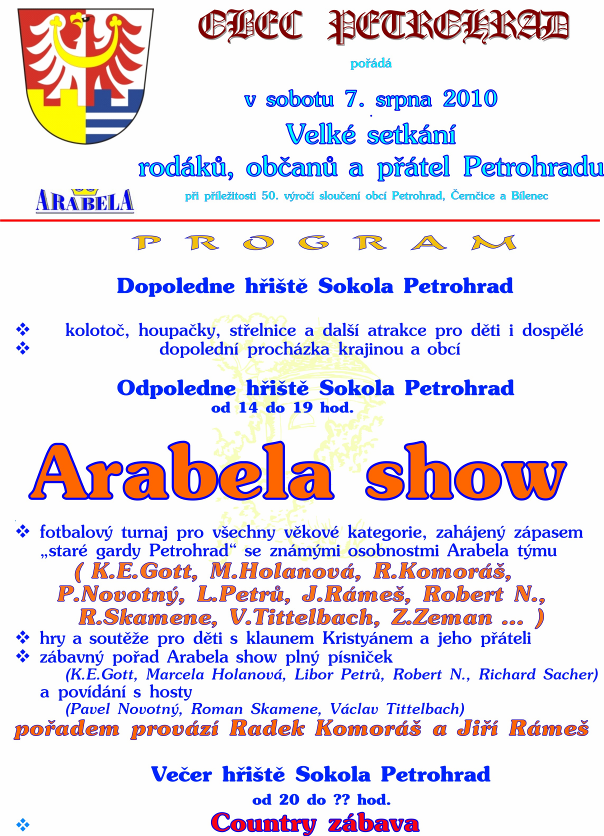 OBEC PETROHRAD
pořádá
v sobotu 7. srpna 2010
Velké setkání
rodáků, občanů a přátel Petrohradu
ARABELA
při příležitosti 50. výročí sloučení obcí Petrohrad, Černčice a Bílenec
PROGRAM
Dopoledne hřiště Sokola Petrohrad
❖ kolotoč, houpačky, střelnice a další atrakce pro děti i dospělé
❖ dopolední procházka krajinou a obcí
Odpoledne hřiště Sokola Petrohrad
od 14 do 19 hod.
Arabela show
❖ fotbalový turnaj pro všechny věkové kategorie, zahájený zápasem
„staré gardy Petrohrad“ se známými osobnostmi Arabela týmu
( K.E.Gott, M.Holanová, R.Komoráš,
P.Novotný, L.Petrů, J.Rámeš, Robert N.,
R.Skamene, V.Tittelbach, Z.Zeman ... )
❖ hry a soutěže pro děti s klaunem Kristyánem a jeho přáteli
❖ zábavný pořad Arabela show plný písniček
(K.E.Gott, Marcela Holanová, Libor Petrů, Robert N., Richard Sacher)
a povídání s hosty
(Pavel Novotný, Roman Skamene, Václav Tittelbach)
pořadem provází Radek Komoráš a Jiří Rámeš
Večer hřiště Sokola Petrohrad
od 20 do ?? hod.
❖ Country zábava